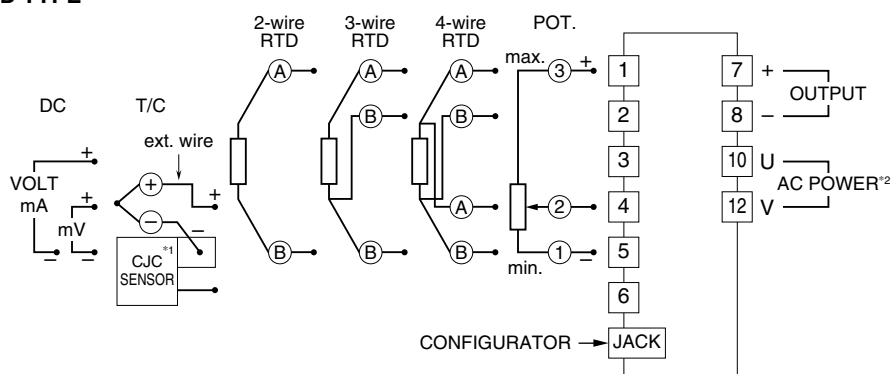 2-wire RTD
3-wire RTD
4-wire RTD
POT.
DC
T/C
ext. wire
VOLT
mA
mV
+
−
+
−
+
−
+
−
CJC*1
SENSOR
A
B
A
B
B
A
B
A
B
max.
3 +
2
1 −
min.
1
2
3
4
5
6
CONFIGURATOR
JACK
7 +
8 −
OUTPUT
10 U
12 V
AC POWER*2